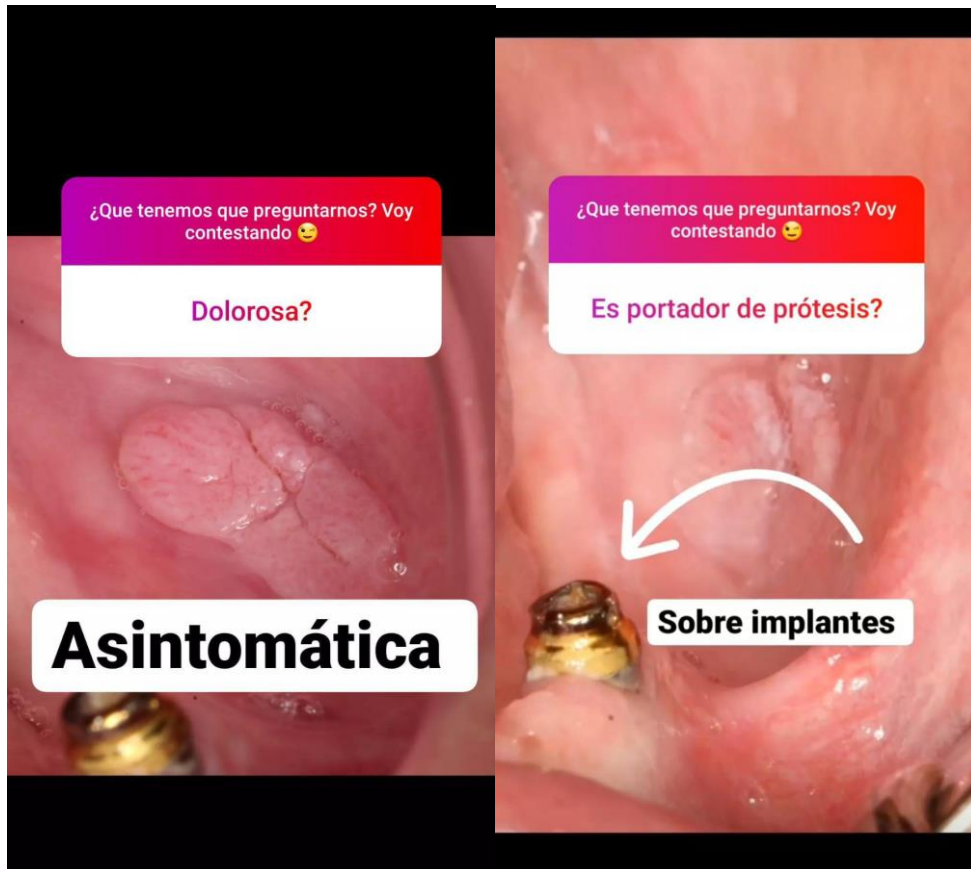 ¿Que tenemos que preguntarnos? Voy
contestando 😉
Dolorosa?
Asintomática
¿Que tenemos que preguntarnos? Voy
contestando 😉
Es portador de prótesis?
Sobre implantes